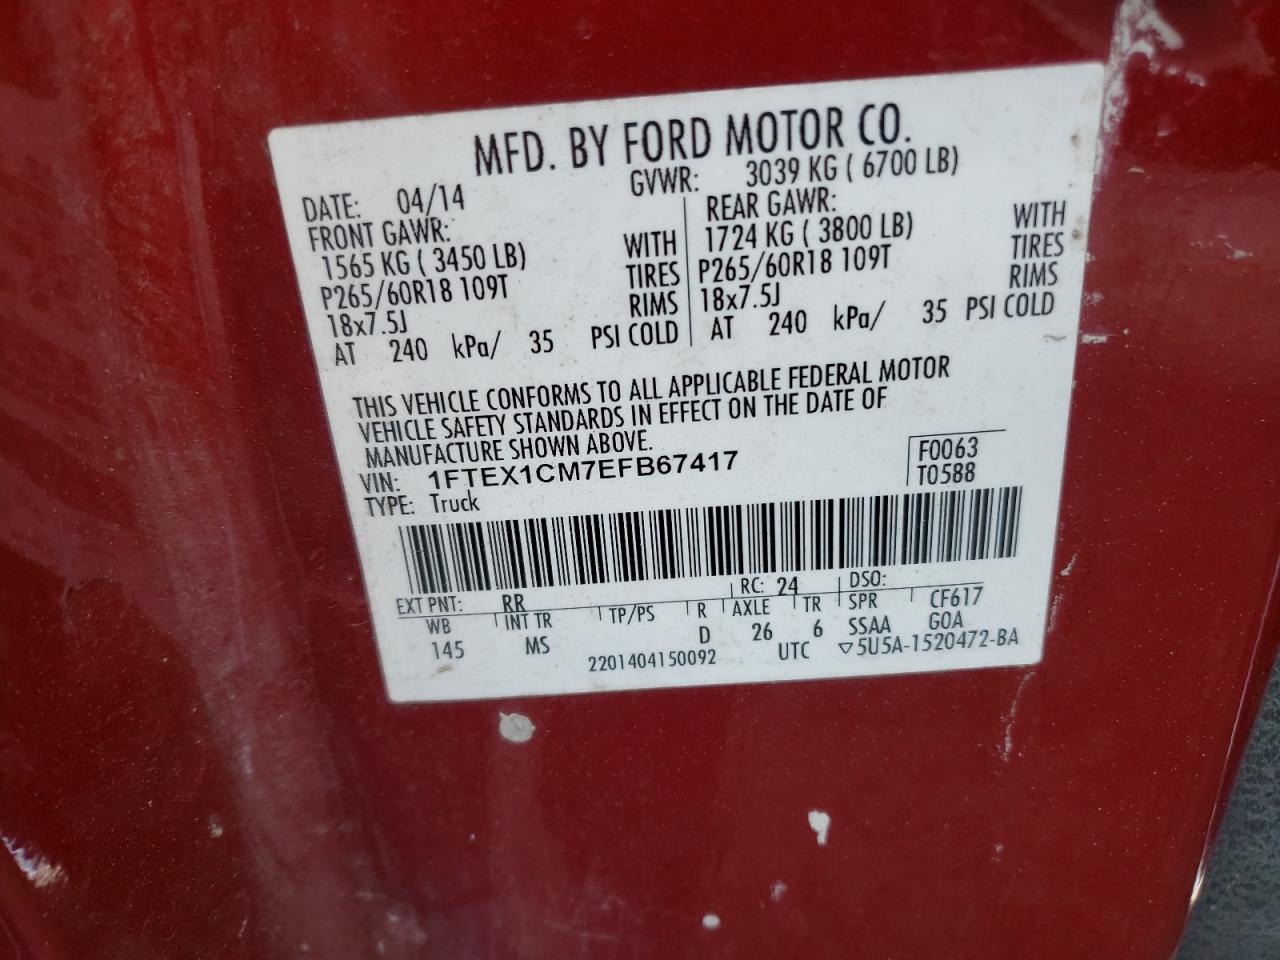 MFD. BY FORD MOTOR CO.
DATE: 04/14 GVWR: 3039 KG ( 6700 LB)
FRONT GAWR: REAR GAWR:
1565 KG ( 3450 LB) WITH 1724 KG ( 3800 LB) WITH
P265/60R18 109T TIRES P265/60R18 109T TIRES
18x7.5J RIMS 18x7.5J RIMS
AT 240 kPa/ 35 PSI COLD AT 240 kPa/ 35 PSI COLD
THIS VEHICLE CONFORMS TO ALL APPLICABLE FEDERAL MOTOR
VEHICLE SAFETY STANDARDS IN EFFECT ON THE DATE OF
MANUFACTURE SHOWN ABOVE.
VIN: 1FTEX1CM7EFB67417 F0063
TYPE: Truck T0588
EXT PNT: RR RC: 24 DSO:
WB INT TR TP/PS R AXLE TR SPR CF617
145 MS D 26 6 SSAA GOA
2201404150092 UTC ▽5U5A-1520472-BA